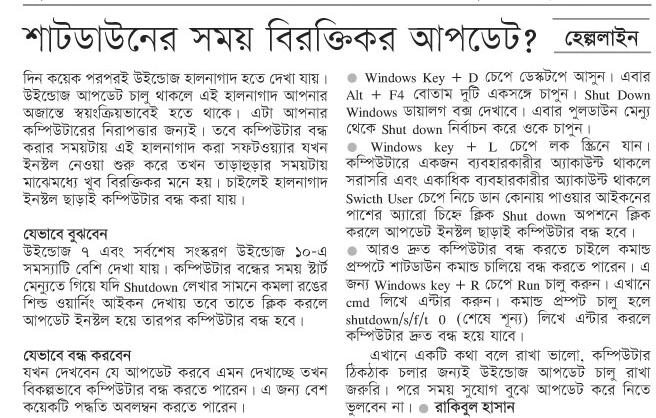 শাটডাউনের সময় বিরক্তিকর আপডেট?
হেল্পলাইন
দিন কয়েক পরপরই উইন্ডোজ হালনাগাদ হতে দেখা যায়।
উইন্ডোজ আপডেট চালু থাকলে এই হালনাগাদ আপনার
অজান্তে স্বয়ংক্রিয়ভাবেই হতে থাকে। এটা আপনার
কম্পিউটারের নিরাপত্তার জন্যই। তবে কম্পিউটার বন্ধ
করার সময়টায় এই হালনাগাদ করা সফটওয়্যার যখন
ইনস্টল নেওয়া শুরু করে তখন তাড়াহুড়ার সময়টায়
মাঝেমধ্যে খুব বিরক্তিকর মনে হয়। চাইলেই হালনাগাদ
ইনস্টল ছাড়াই কম্পিউটার বন্ধ করা যায়।
যেভাবে বুঝবেন
উইন্ডোজ ৭ এবং সর্বশেষ সংস্করণ উইন্ডোজ ১০-এ
সমস্যাটি বেশি দেখা যায়। কম্পিউটার বন্ধের সময় স্টার্ট
মেন্যুতে গিয়ে যদি Shutdown লেখার সামনে কমলা রঙের
শিল্ড ওয়ার্নিং আইকন দেখায় তবে তাতে ক্লিক করলে
আপডেট ইনস্টল হয়ে তারপর কম্পিউটার বন্ধ হবে।
যেভাবে বন্ধ করবেন
যখন দেখবেন যে আপডেট করবে এমন দেখাচ্ছে তখন
বিকল্পভাবে কম্পিউটার বন্ধ করতে পারেন। এ জন্য বেশ
কয়েকটি পদ্ধতি অবলম্বন করতে পারেন।
● Windows Key + D চেপে ডেস্কটপে আসুন। এবার
Alt + F4 বোতাম দুটি একসঙ্গে চাপুন। Shut Down
Windows ডায়ালগ বক্স দেখাবে। এবার পুলডাউন মেন্যু
থেকে Shut down নির্বাচন করে ওকে চাপুন।
● Windows key + L চেপে লক স্ক্রিনে যান।
কম্পিউটারে একজন ব্যবহারকারীর অ্যাকাউন্ট থাকলে
সরাসরি এবং একাধিক ব্যবহারকারীর অ্যাকাউন্ট থাকলে
Swicth User চেপে নিচে ডান কোনায় পাওয়ার আইকনের
পাশের অ্যারো চিহ্নে ক্লিক Shut down অপশনে ক্লিক
করলে আপডেট ইনস্টল ছাড়াই কম্পিউটার বন্ধ হবে।
● আরও দ্রুত কম্পিউটার বন্ধ করতে চাইলে কমান্ড
প্রম্পটে শাটডাউন কমান্ড চালিয়ে বন্ধ করতে পারেন। এ
জন্য Windows key + R চেপে Run চালু করুন। এখানে
cmd লিখে এন্টার করুন। কমান্ড প্রম্পট চালু হলে
shutdown/s/f/t 0 (শেষে শূন্য) লিখে এন্টার করলে
কম্পিউটার দ্রুত বন্ধ হয়ে যাবে।
এখানে একটি কথা বলে রাখা ভালো, কম্পিউটার
ঠিকঠাক চলার জন্যই উইন্ডোজ আপডেট চালু রাখা
জরুরি। পরে সময় সুযোগ বুঝে আপডেট করে নিতে
ভুলবেন না। ● রাকিবুল হাসান